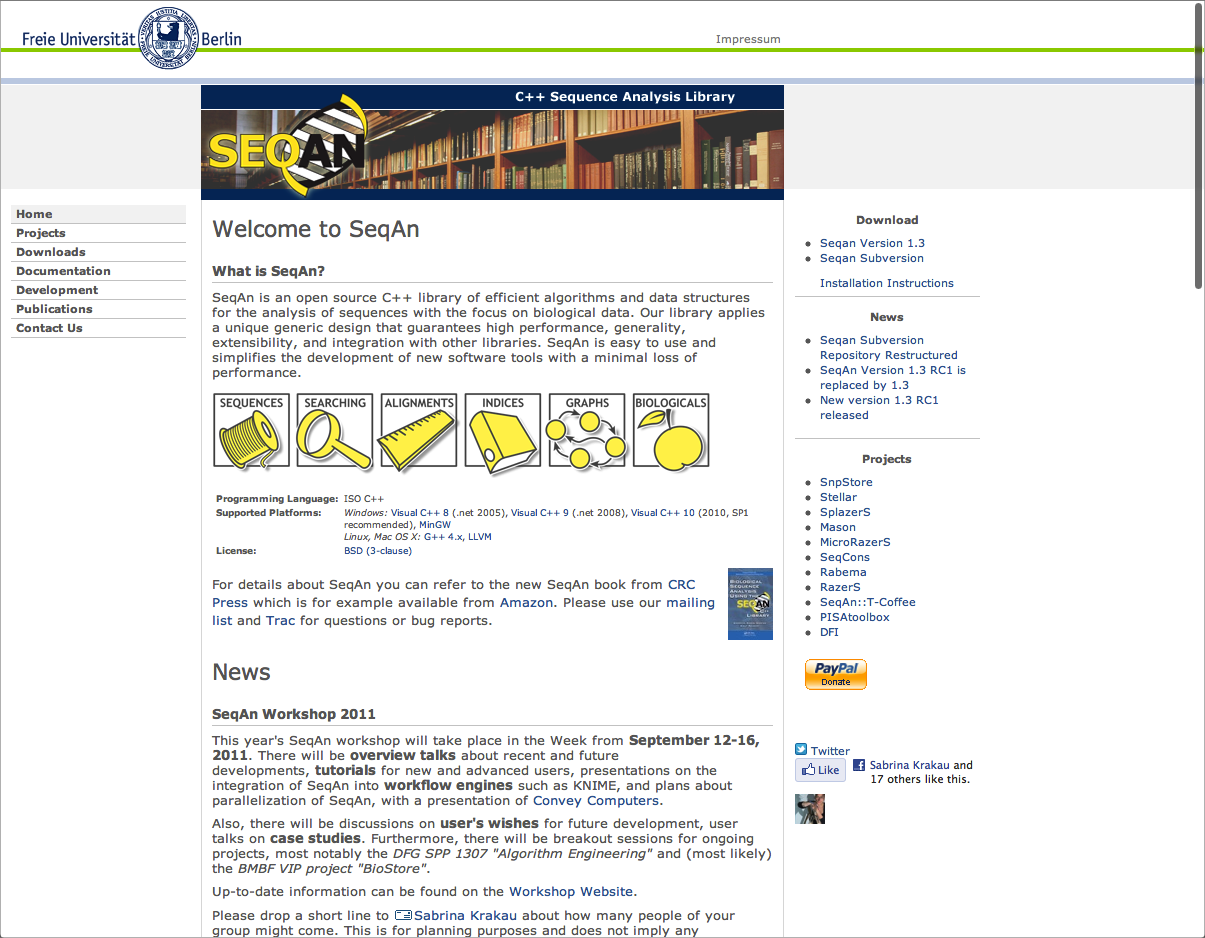 Freie Universität Berlin
Impressum
C++ Sequence Analysis Library
SEQAN
Home
Projects
Downloads
Documentation
Development
Publications
Contact Us
Welcome to SeqAn
What is SeqAn?
SeqAn is an open source C++ library of efficient algorithms and data structures
for the analysis of sequences with the focus on biological data. Our library applies
a unique generic design that guarantees high performance, generality,
extensibility, and integration with other libraries. SeqAn is easy to use and
simplifies the development of new software tools with a minimal loss of
performance.
SEQUENCES SEARCHING ALIGNMENTS INDICES GRAPHS BIOLOGICALS
Programming Language: ISO C++
Supported Platforms: Windows: Visual C++ 8 (.net 2005), Visual C++ 9 (.net 2008), Visual C++ 10 (2010, SP1
recommended), MinGW
Linux, Mac OS X: G++ 4.x, LLVM
License: BSD (3-clause)
For details about SeqAn you can refer to the new SeqAn book from CRC
Press which is for example available from Amazon. Please use our mailing
list and Trac for questions or bug reports.
BIOLOGICAL
SEQUENCE
ANALYSIS
USING THE
SEQAN
C++
LIBRARY
News
SeqAn Workshop 2011
This year's SeqAn workshop will take place in the Week from September 12-16,
2011. There will be overview talks about recent and future
developments, tutorials for new and advanced users, presentations on the
integration of SeqAn into workflow engines such as KNIME, and plans about
parallelization of SeqAn, with a presentation of Convey Computers.
Also, there will be discussions on user's wishes for future development, user
talks on case studies. Furthermore, there will be breakout sessions for ongoing
projects, most notably the DFG SPP 1307 "Algorithm Engineering" and (most likely)
the BMBF VIP project "BioStore".
Up-to-date information can be found on the Workshop Website.
Please drop a short line to Sabrina Krakau about how many people of your
group might come. This is for planning purposes and does not imply any
Download
Seqan Version 1.3
Seqan Subversion
Installation Instructions
News
Seqan Subversion
Repository Restructured
SeqAn Version 1.3 RC1 is
replaced by 1.3
New version 1.3 RC1
released
Projects
SnpStore
Stellar
SplazerS
Mason
MicroRazerS
SeqCons
Rabema
RazerS
SeqAn::T-Coffee
PISAtoolbox
DFI
PayPal
Donate
Twitter
Like
Sabrina Krakau and
17 others like this.